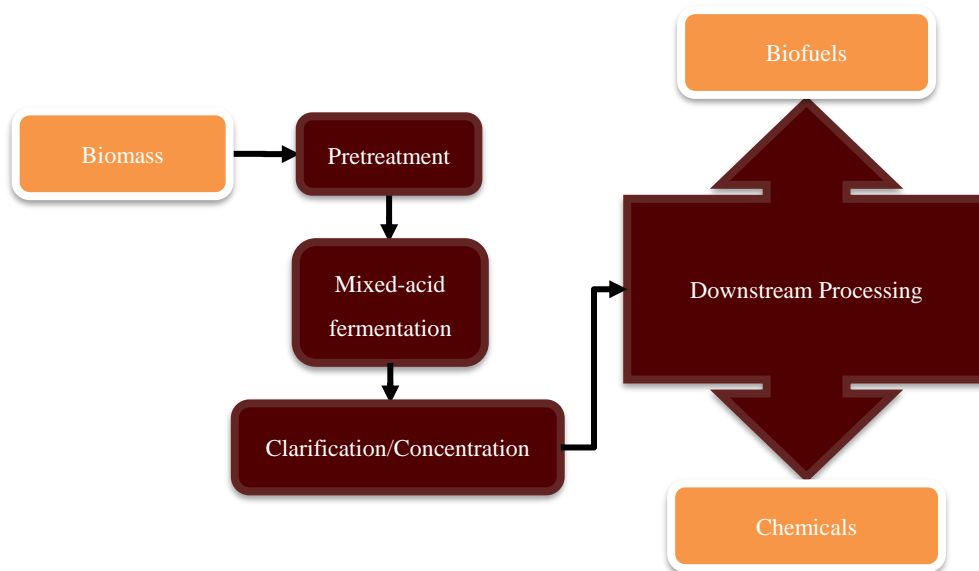 Biomass
Pretreatment
Mixed-acid
fermentation
Clarification/Concentration
Downstream Processing
Biofuels
Chemicals